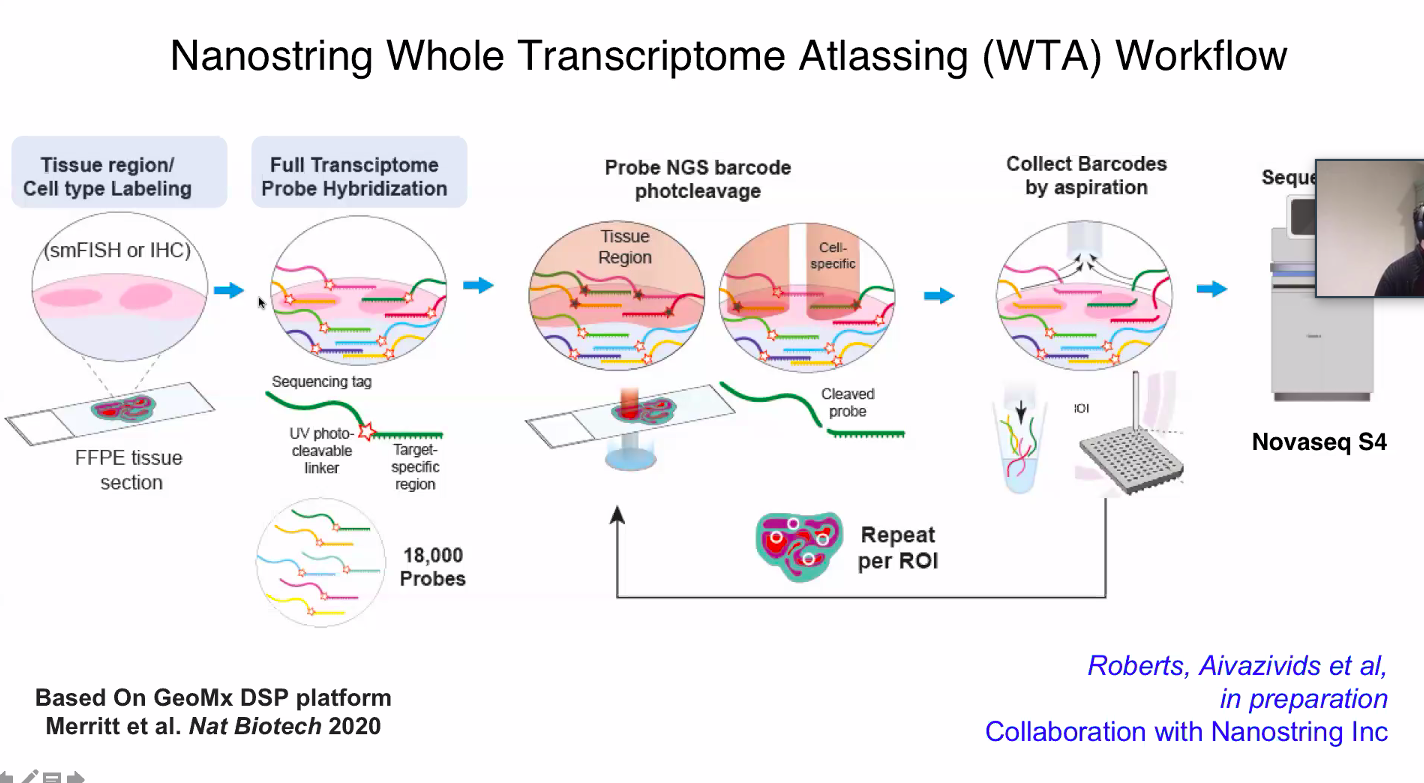 Nanostring Whole Transcriptome Atlassing (WTA) Workflow
Tissue region/
Cell type Labeling
(smFISH or IHC)
FFPE tissue
section
Full Transciptome
Probe Hybridization
Sequencing tag
UV photo-
cleavable
linker
Target-
specific
region
18,000
Probes
Probe NGS barcode
photcleavage
Tissue
Region
Cell-
specific
Cleaved
probe
Repeat
per ROI
Collect Barcodes
by aspiration
Seque
Novaseq S4
Based On GeoMx DSP platform
Merritt et al. Nat Biotech 2020
Roberts, Aivazivids et al,
in preparation
Collaboration with Nanostring Inc